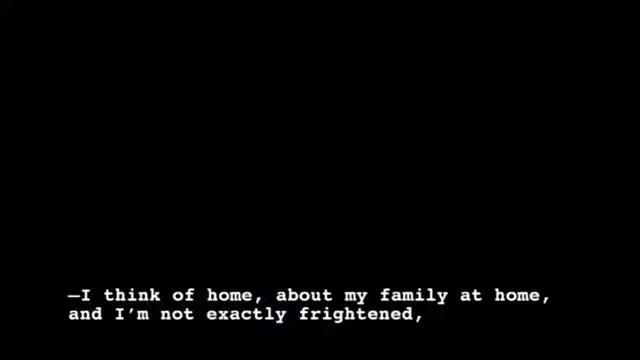 —I think of home, about my family at home,
and I’m not exactly frightened,